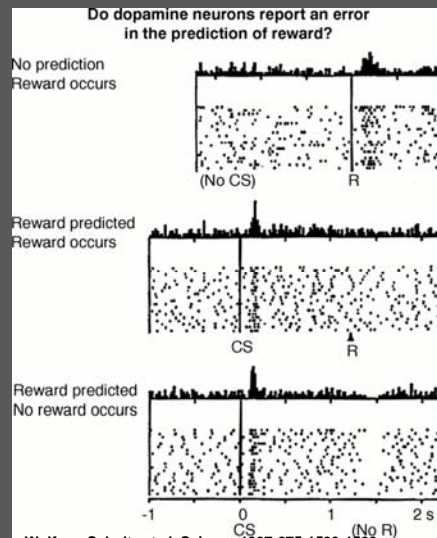 Do dopamine neurons report an error
in the prediction of reward?
No prediction
Reward occurs
(No CS)
R
Reward predicted
Reward occurs
CS
R
Reward predicted
No reward occurs
-1
0
1
2 s
CS
(No R)